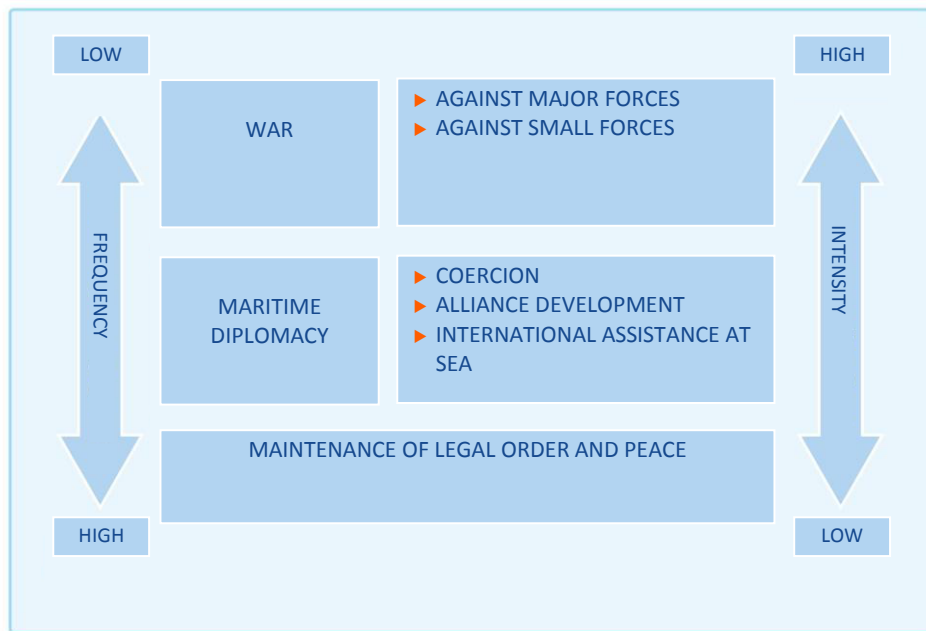 LOW
HIGH
WAR
AGAINST MAJOR FORCES
AGAINST SMALL FORCES
FREQUENCY
INTENSITY
MARITIME
DIPLOMACY
COERCION
ALLIANCE DEVELOPMENT
INTERNATIONAL ASSISTANCE AT
SEA
MAINTENANCE OF LEGAL ORDER AND PEACE
HIGH
LOW